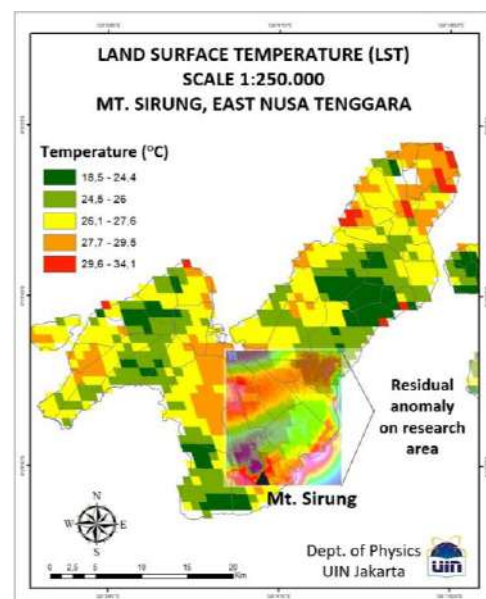 LAND SURFACE TEMPERATURE (LST)
SCALE 1:250.000
MT. SIRUNG, EAST NUSA TENGGARA
Temperature (°C)
18,5 - 24.4
24,5 - 26
26,1 - 27,6
27,7 - 29,5
29,6 - 34,1
Residual
anomaly
on research
area
Mt. Sirung
N
W E
S
0 2,5 5 10 15 20
Km
Dept. of Physics
UIN Jakarta
UIN